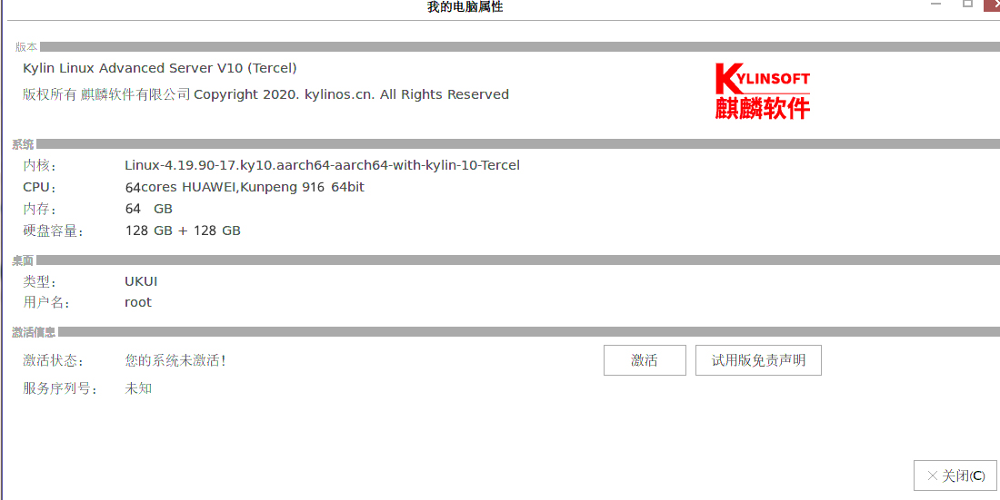 我的电脑属性
版本
Kylin Linux Advanced Server V10 (Tercel)
版权所有 麒麟软件有限公司 Copyright 2020. kylinos.cn. All Rights Reserved
KYLINSOFT
麒麟软件
系统
内核： Linux-4.19.90-17.ky10.aarch64-aarch64-with-kylin-10-Tercel
CPU： 64cores HUAWEI,Kunpeng 916 64bit
内存： 64 GB
硬盘容量： 128 GB + 128 GB
桌面
类型： UKUI
用户名： root
激活信息
激活状态： 您的系统未激活！ 激活 试用版免责声明
服务序列号： 未知
关闭(C)